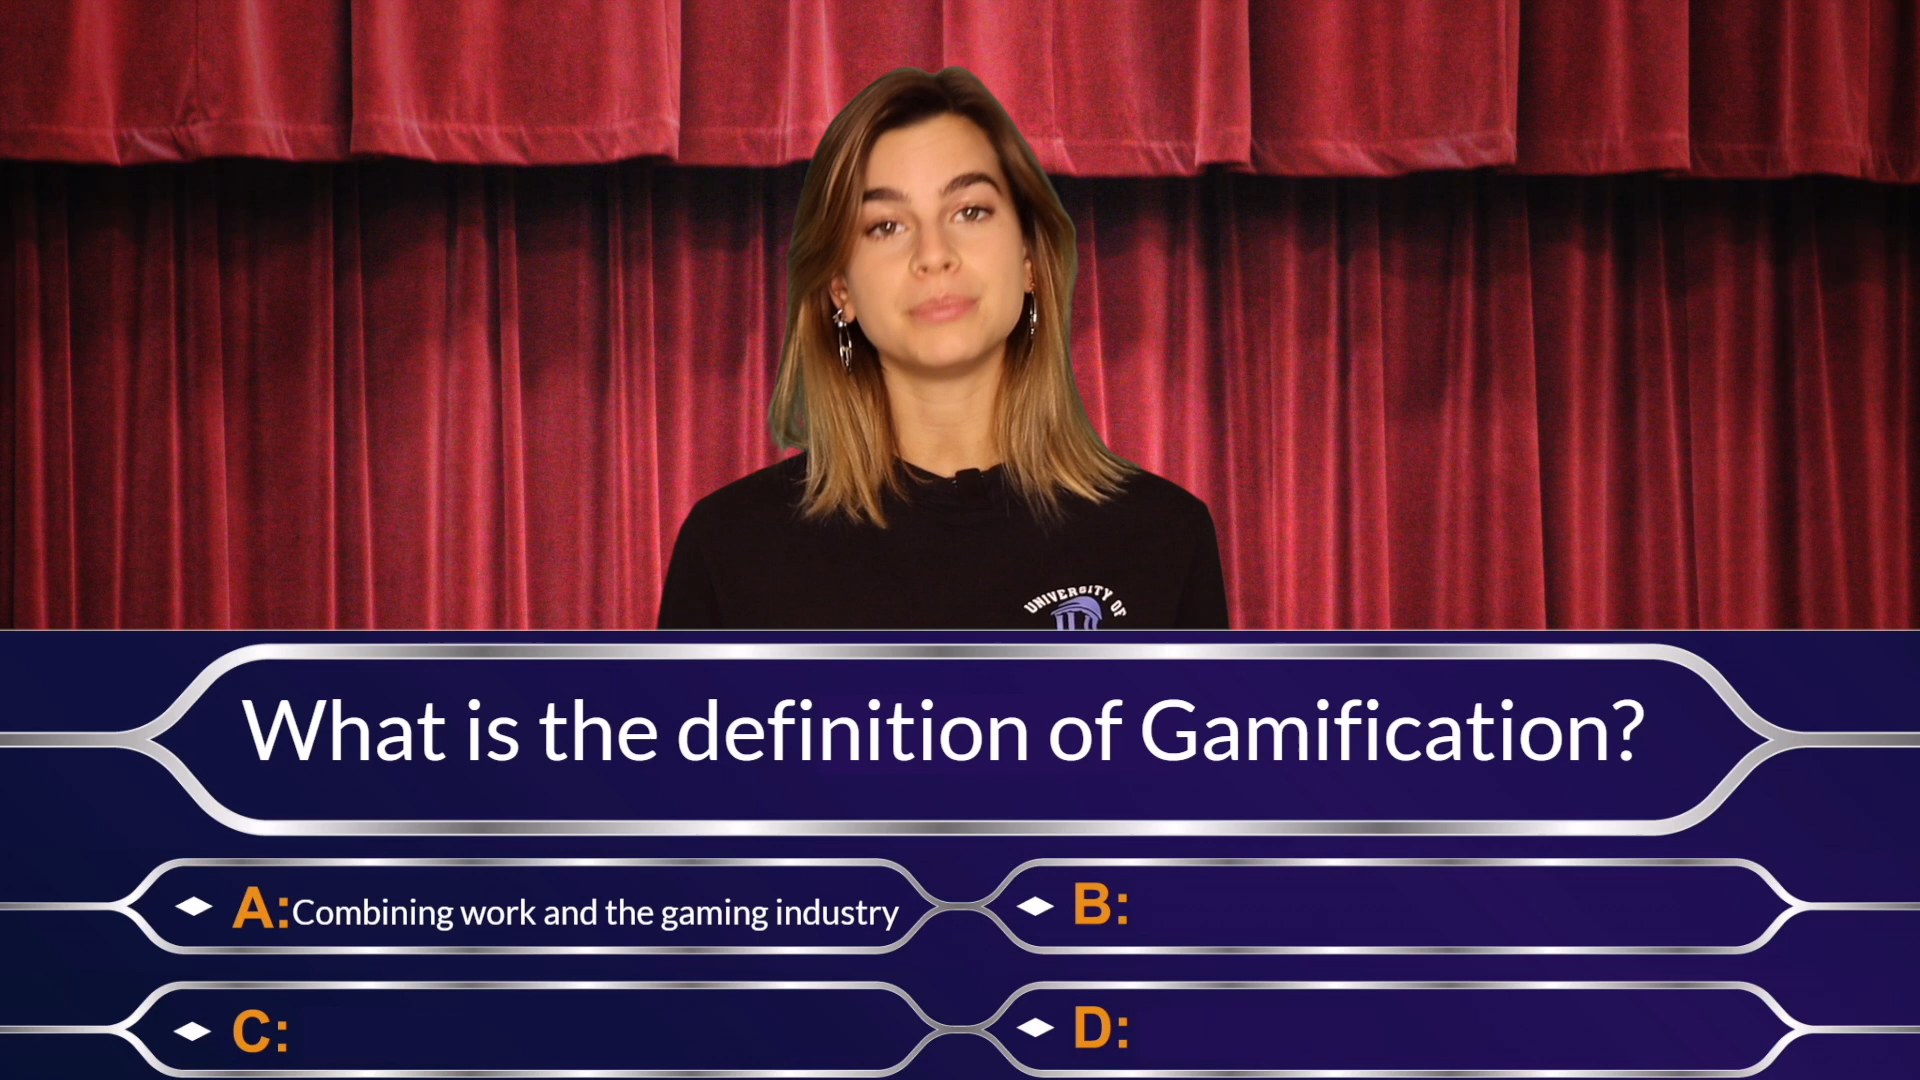 UNIVERSITY OF
What is the definition of Gamification?
A: Combining work and the gaming industry
B:
C:
D: